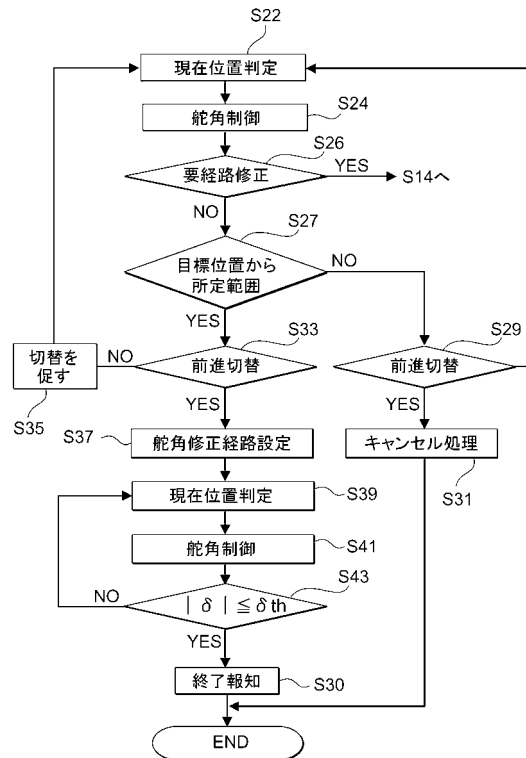 S22
現在位置判定
S24
舵角制御
S26
要経路修正
YES
S14へ
NO
S27
目標位置から
所定範囲
NO
YES
S33
S29
切替を
促す
NO
前進切替
前進切替
S35
YES
YES
S37
舵角修正経路設定
キャンセル処理
S31
現在位置判定
S39
舵角制御
S41
S43
NO
| δ | ≦ δth
YES
終了報知
S30
END